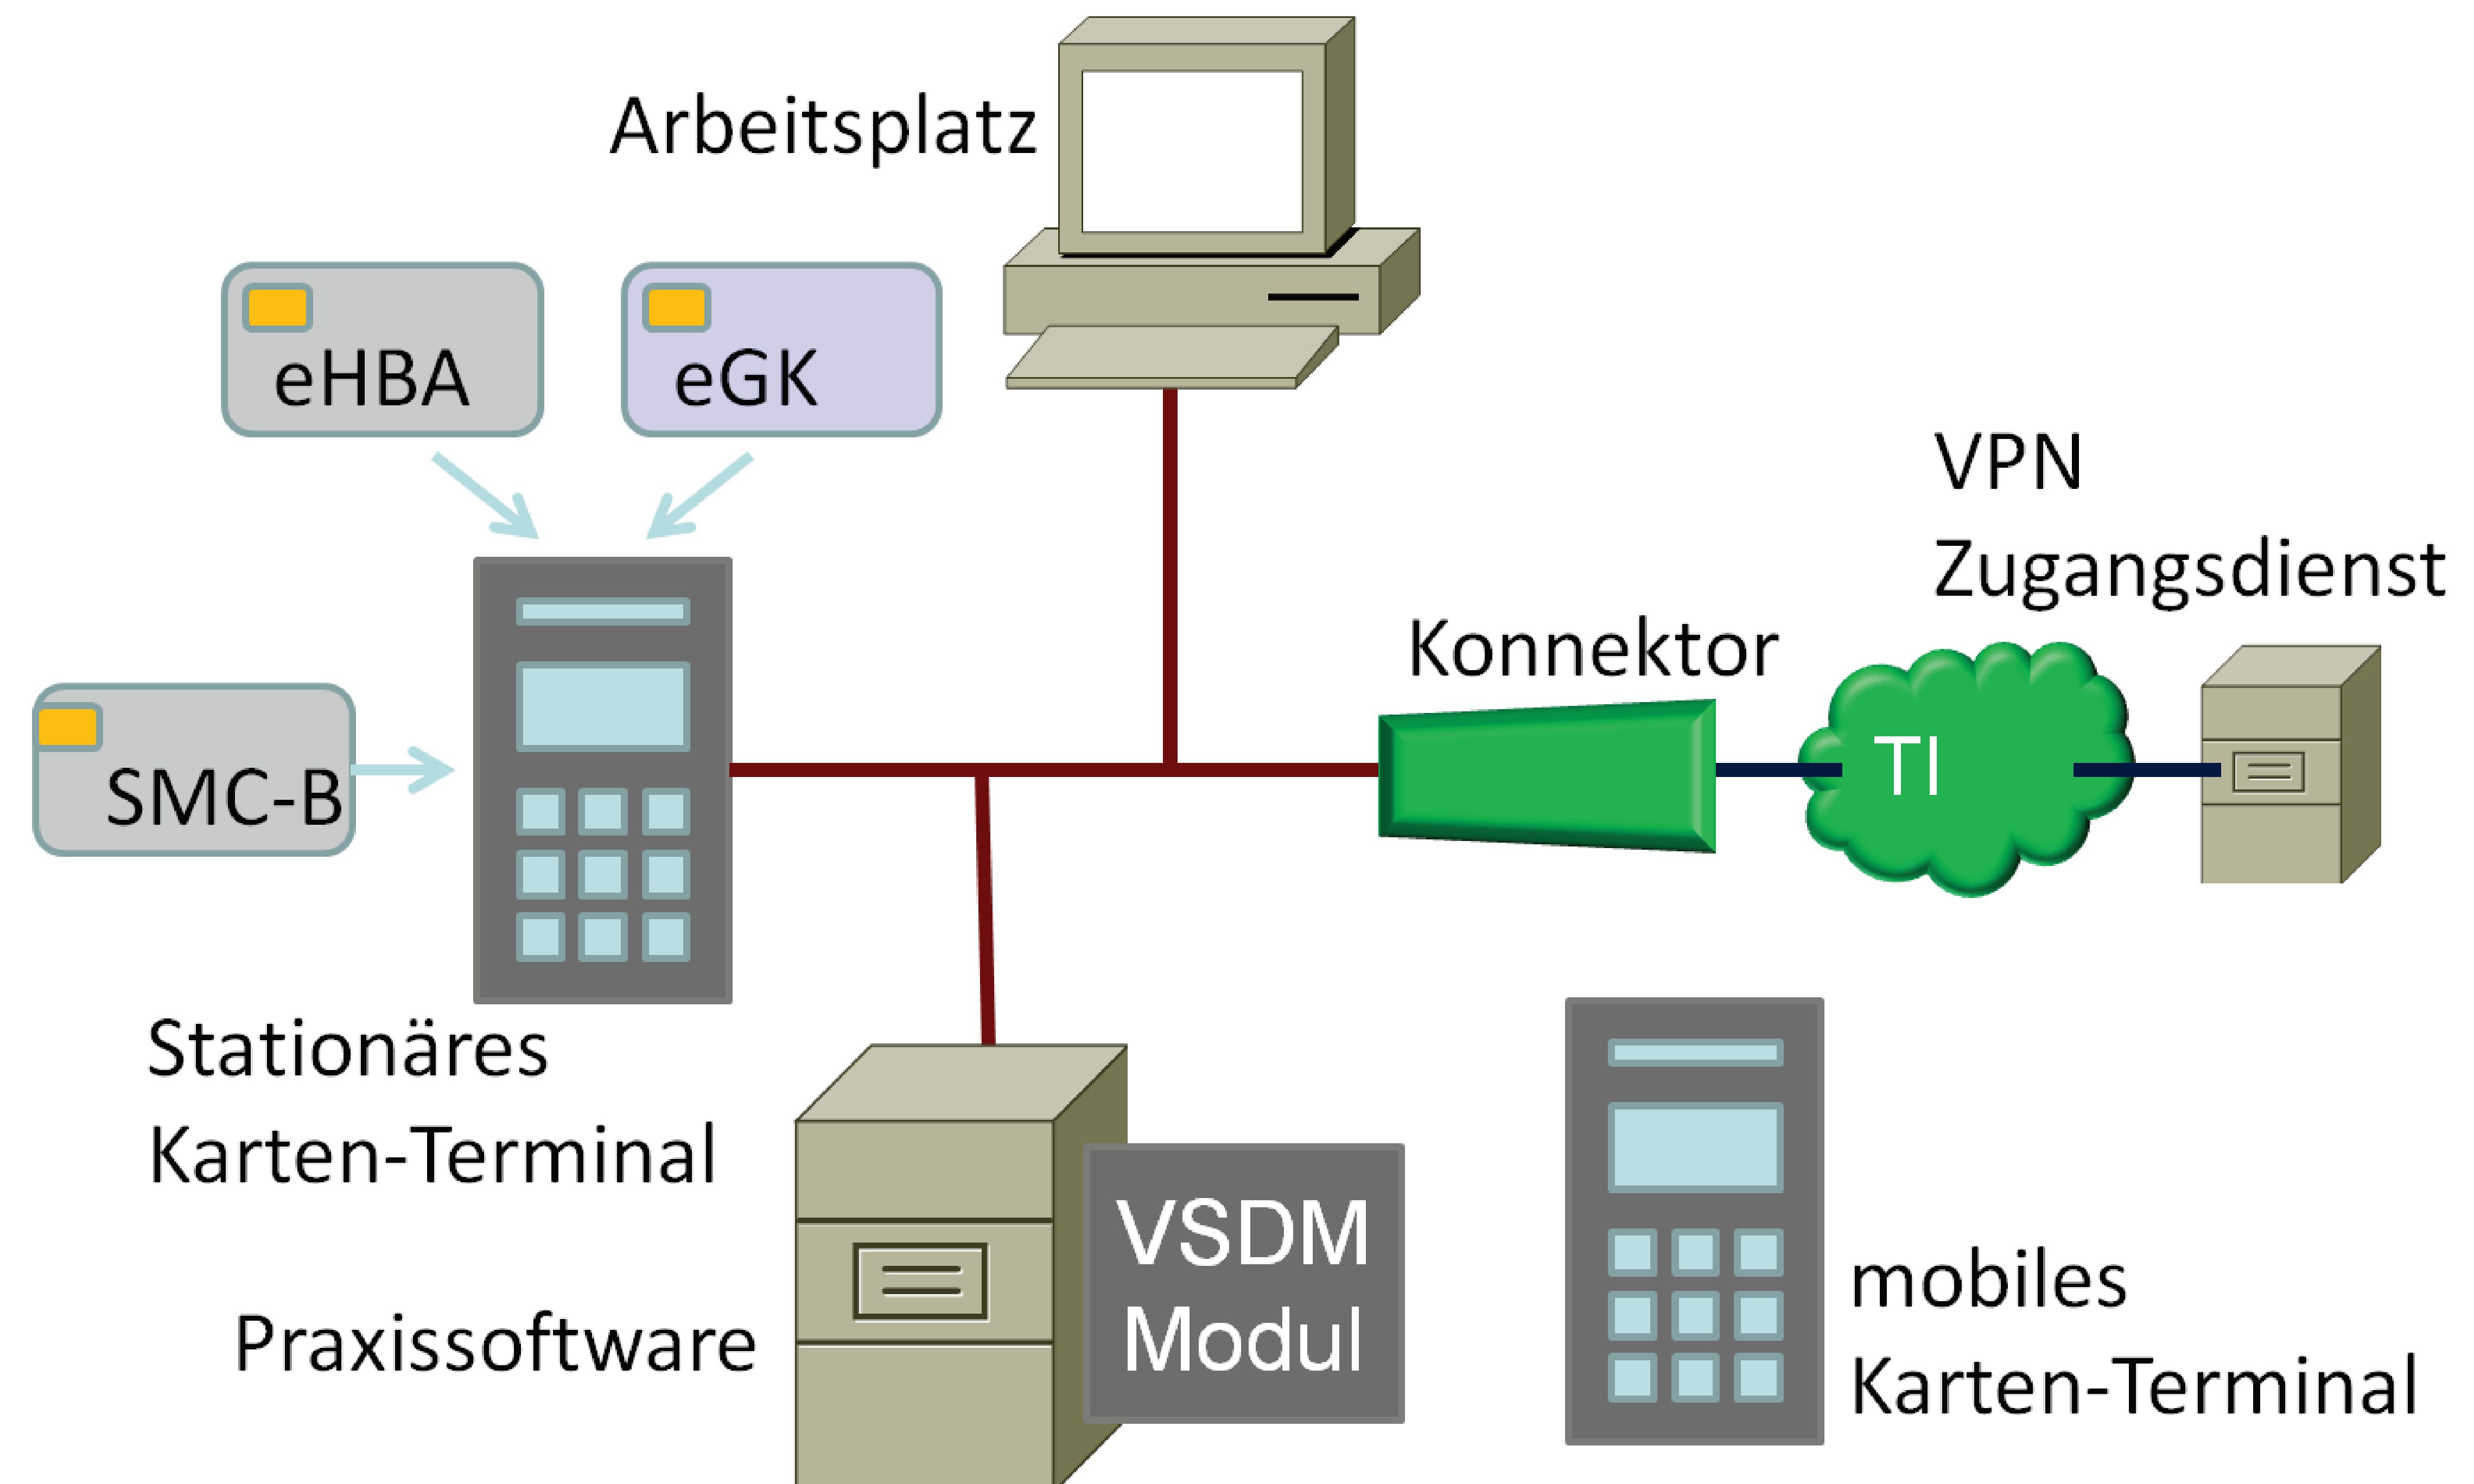 Arbeitsplatz
eHBA
eGK
VPN
Zugangsdienst
Konnektor
TI
SMC-B
Stationäres
Karten-Terminal
VSDM
Modul
Praxissoftware
mobiles
Karten-Terminal